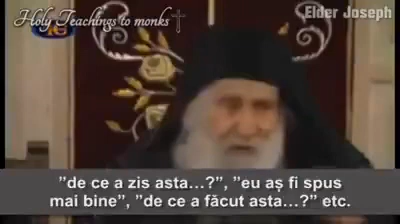 Holy Teachings to monks
Elder Joseph
”de ce a zis asta...?”, ”eu aș fi spus
mai bine”, ”de ce a făcut asta...?” etc.